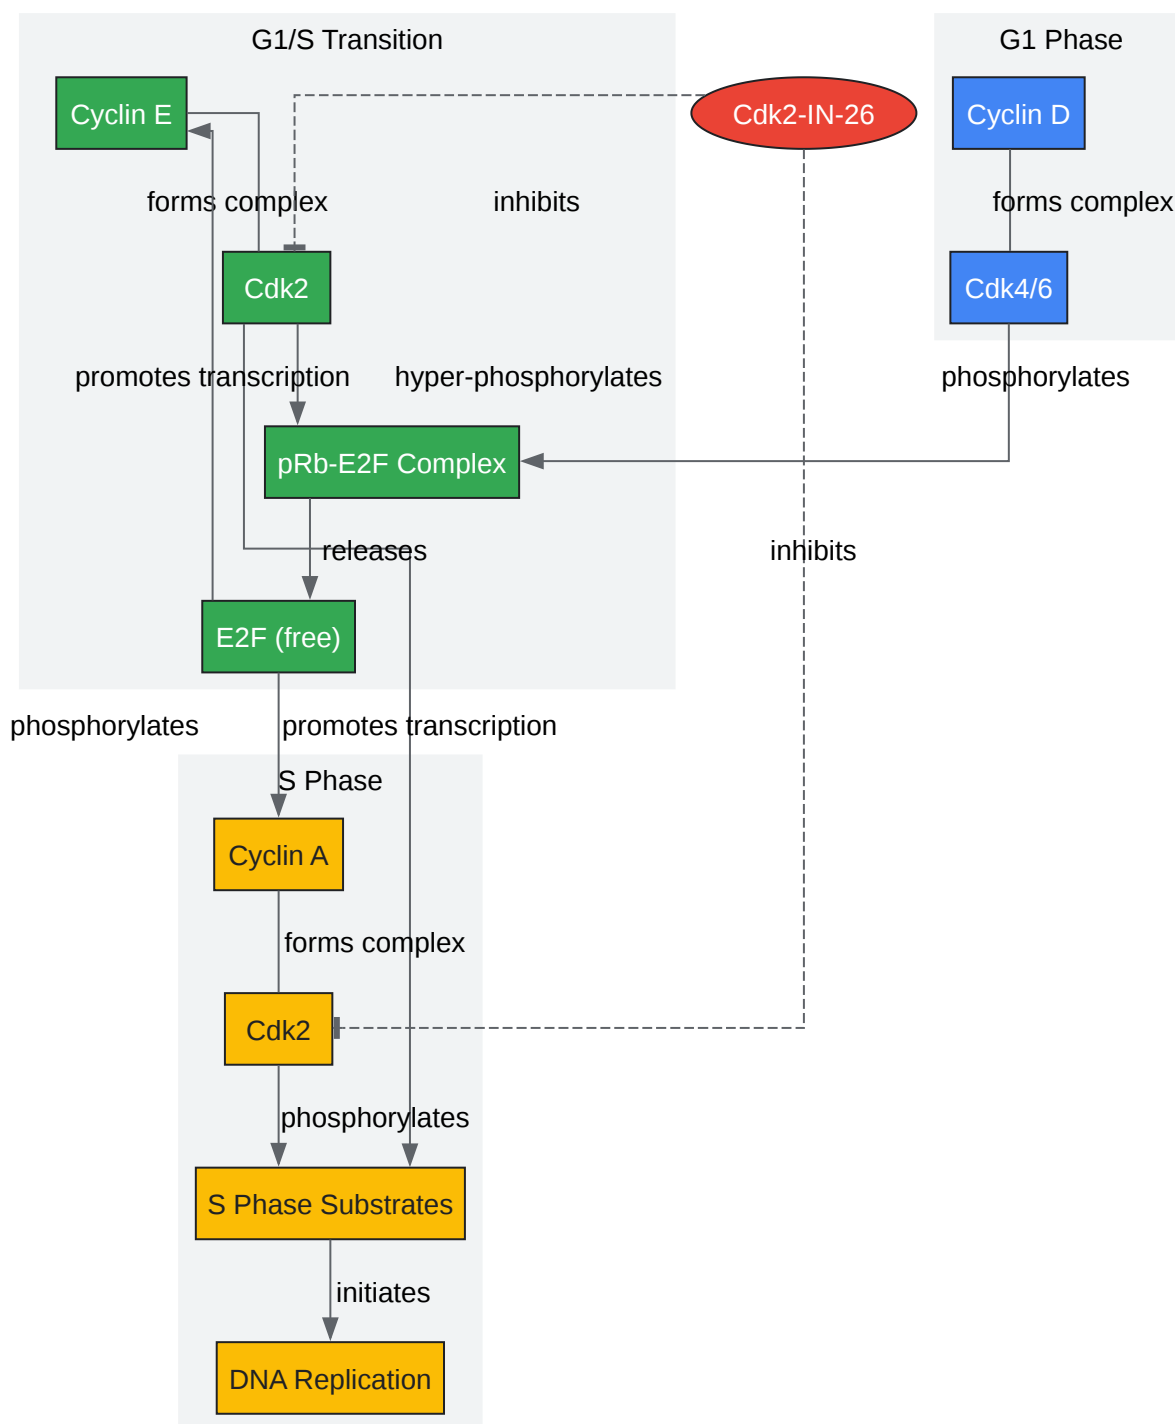 G1/S Transition
G1 Phase
Cyclin E
Cdk2-IN-26
Cyclin D
forms complex
inhibits
forms complex
Cdk2
Cdk4/6
promotes transcription
hyper-phosphorylates
phosphorylates
pRb-E2F Complex
releases
inhibits
E2F (free)
phosphorylates
promotes transcription
S Phase
Cyclin A
forms complex
Cdk2
phosphorylates
S Phase Substrates
initiates
DNA Replication